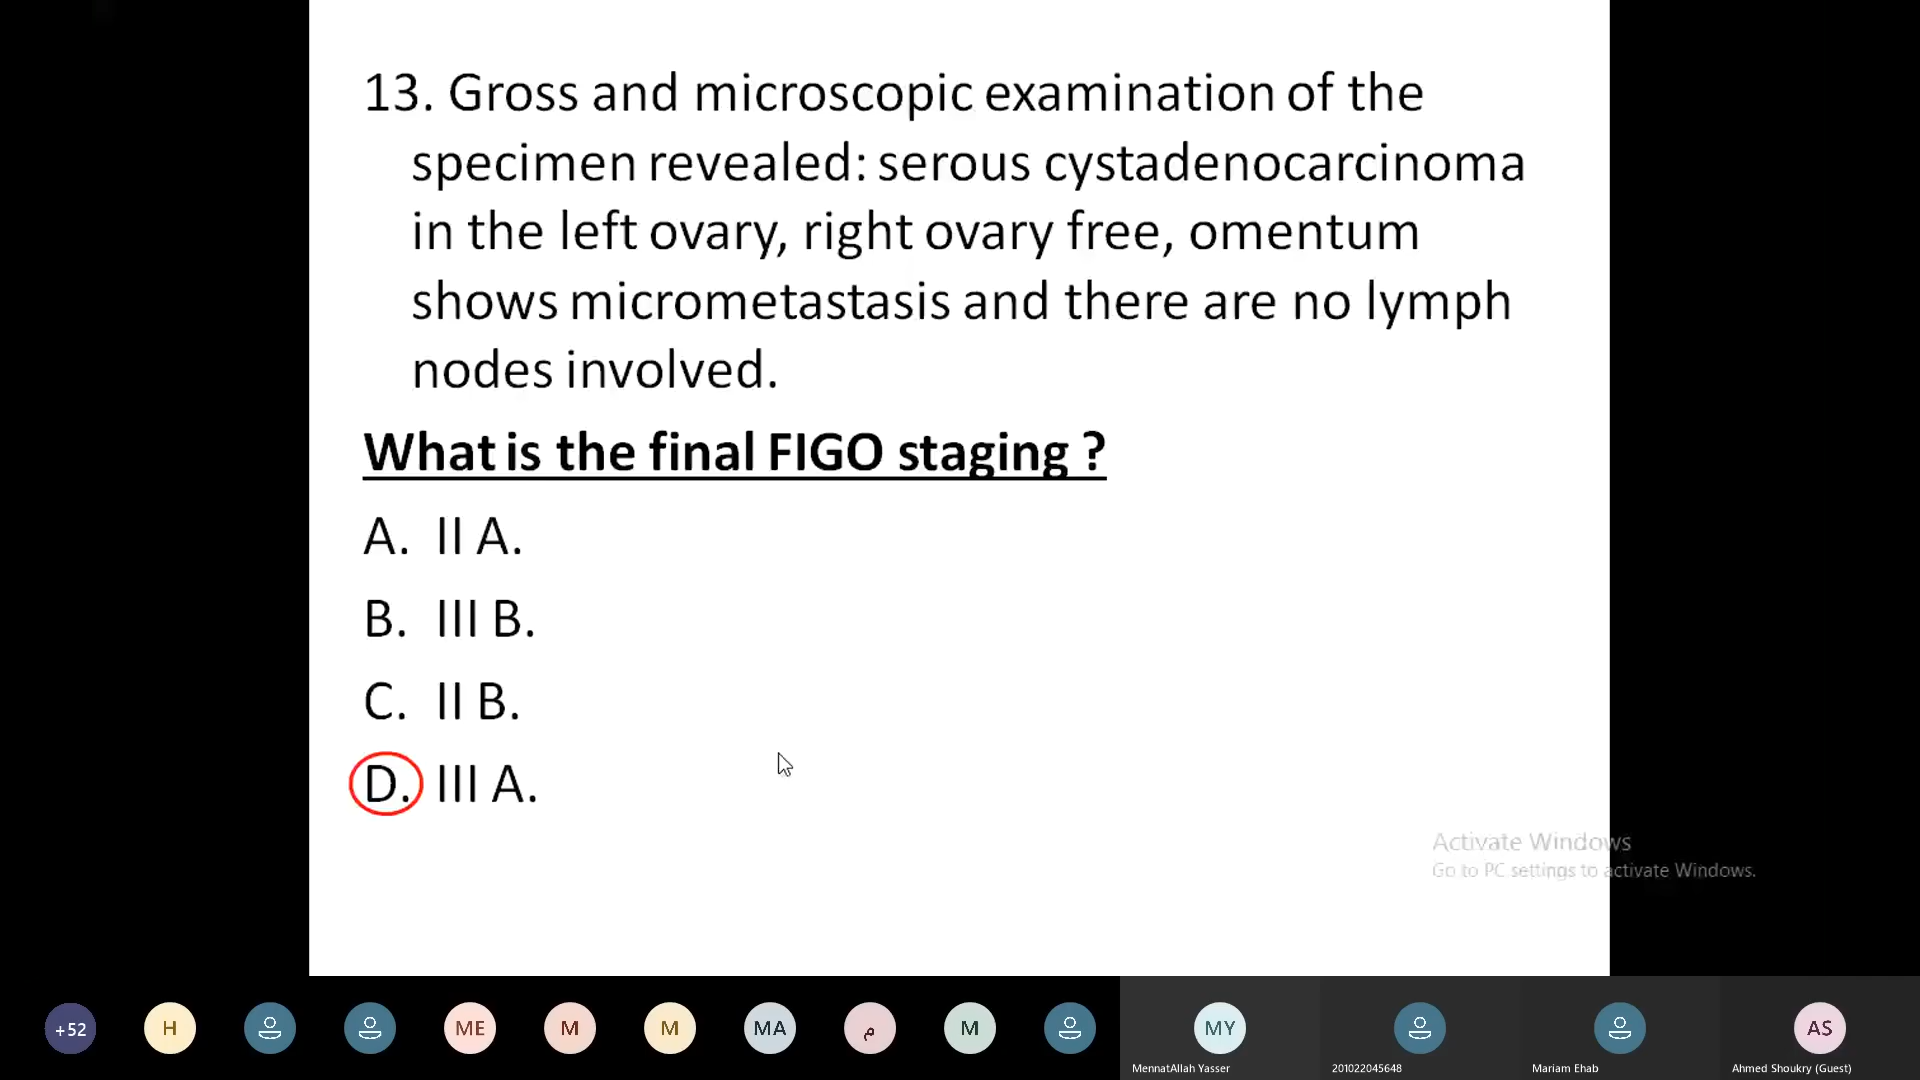 13. Gross and microscopic examination of the
specimen revealed: serous cystadenocarcinoma
in the left ovary, right ovary free, omentum
shows micrometastasis and there are no lymph
nodes involved.
What is the final FIGO staging ?
A. II A.
B. III B.
C. II B.
D. III A.
Activate Windows
Go to PC settings to activate Windows.
+52
H
ME
M
M
MA
م
M
MY
AS
MennatAllah Yasser
201022045648
Mariam Ehab
Ahmed Shoukry (Guest)